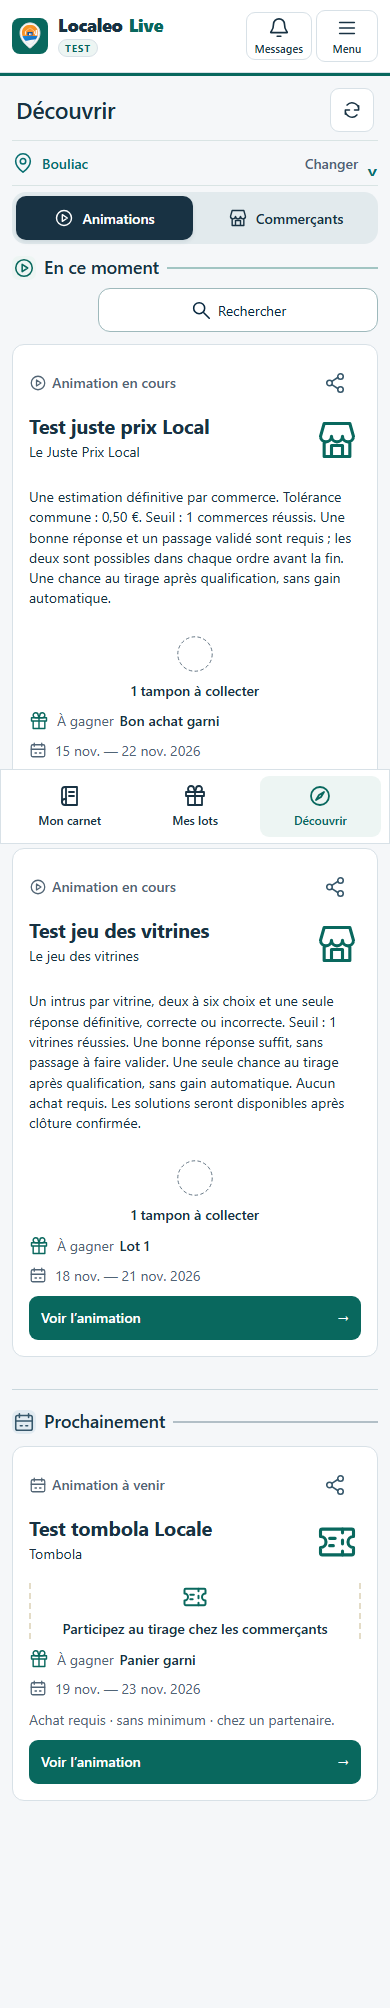 Localeo Live
TEST
Messages
Menu
Découvrir
Bouliac
Changer
Animations
Commerçants
En ce moment
Rechercher
Animation en cours
Test juste prix Local
Le Juste Prix Local
Une estimation définitive par commerce. Tolérance
commune : 0,50 €. Seuil : 1 commerces réussis. Une
bonne réponse et un passage validé sont requis ; les
deux sont possibles dans chaque ordre avant la fin.
Une chance au tirage après qualification, sans gain
automatique.
1 tampon à collecter
À gagner Bon achat garni
15 nov. — 22 nov. 2026
Mon carnet
Mes lots
Découvrir
Animation en cours
Test jeu des vitrines
Le jeu des vitrines
Un intrus par vitrine, deux à six choix et une seule
réponse définitive, correcte ou incorrecte. Seuil : 1
vitrines réussies. Une bonne réponse suffit, sans
passage à faire valider. Une seule chance au tirage
après qualification, sans gain automatique. Aucun
achat requis. Les solutions seront disponibles après
clôture confirmée.
1 tampon à collecter
À gagner Lot 1
18 nov. — 21 nov. 2026
Voir l’animation →
Prochainement
Animation à venir
Test tombola Locale
Tombola
Participez au tirage chez les commerçants
À gagner Panier garni
19 nov. — 23 nov. 2026
Achat requis · sans minimum · chez un partenaire.
Voir l’animation →